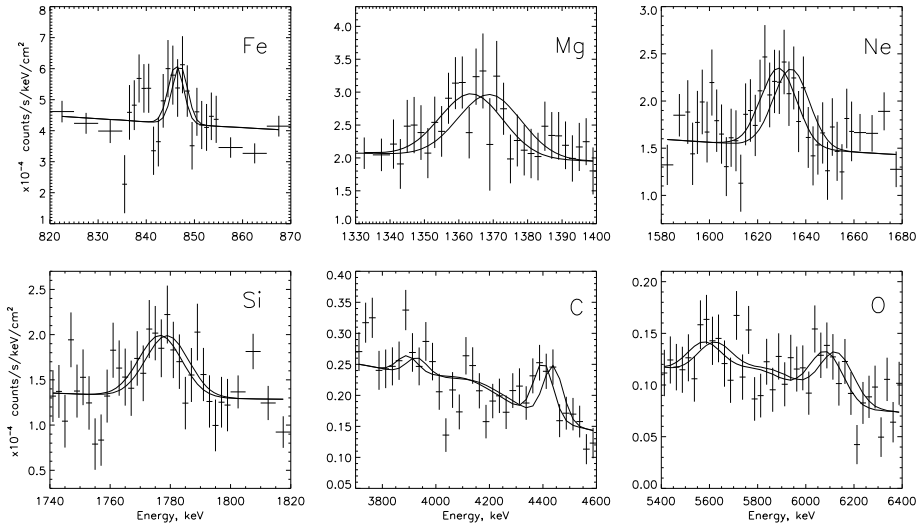 8
7
6
5
4
3
2
1
×10⁻⁴ counts/s/keV/cm²
Fe
820 830 840 850 860 870
4.0
3.5
3.0
2.5
2.0
1.5
1.0
Mg
1330 1340 1350 1360 1370 1380 1390 1400
3.0
2.5
2.0
1.5
1.0
Ne
1580 1600 1620 1640 1660 1680
2.5
2.0
1.5
1.0
0.5
×10⁻⁴ counts/s/keV/cm²
Si
1740 1760 1780 1800 1820
Energy, keV
0.40
0.35
0.30
0.25
0.20
0.15
0.10
0.05
C
4000 4200 4400 4600
Energy, keV
0.20
0.15
0.10
0.05
0.00
O
5400 5600 5800 6000 6200 6400
Energy, keV